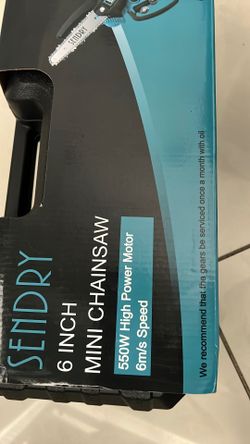 SENDRY
SENDRY
6 INCH
MINI CHAINSAW
550W High Power Motor
6m/s Speed
We recommend that the gears be serviced once a month with oil